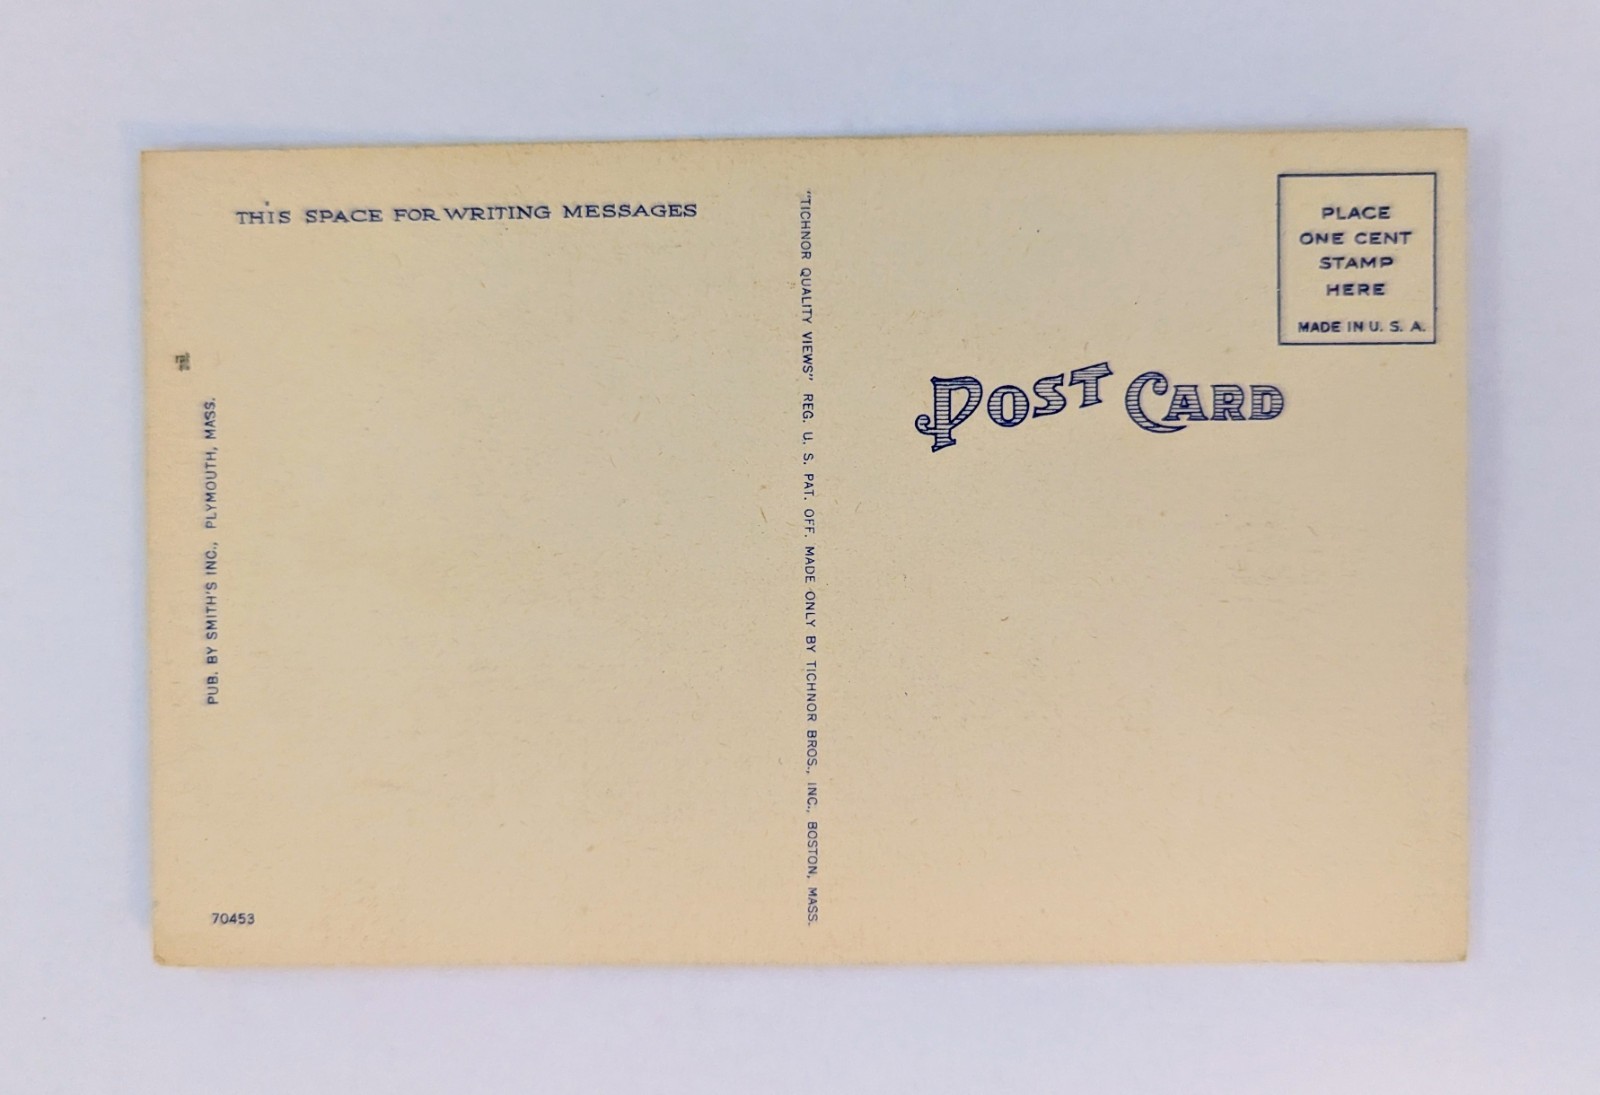 THIS SPACE FOR WRITING MESSAGES
PUB. BY SMITH'S INC., PLYMOUTH, MASS.
70453
"TICHNOR QUALITY VIEWS" REG. U. S. PAT. OFF. MADE ONLY BY TICHNOR BROS., INC., BOSTON, MASS.
PLACE
ONE CENT
STAMP
HERE
MADE IN U. S. A.
POST CARD